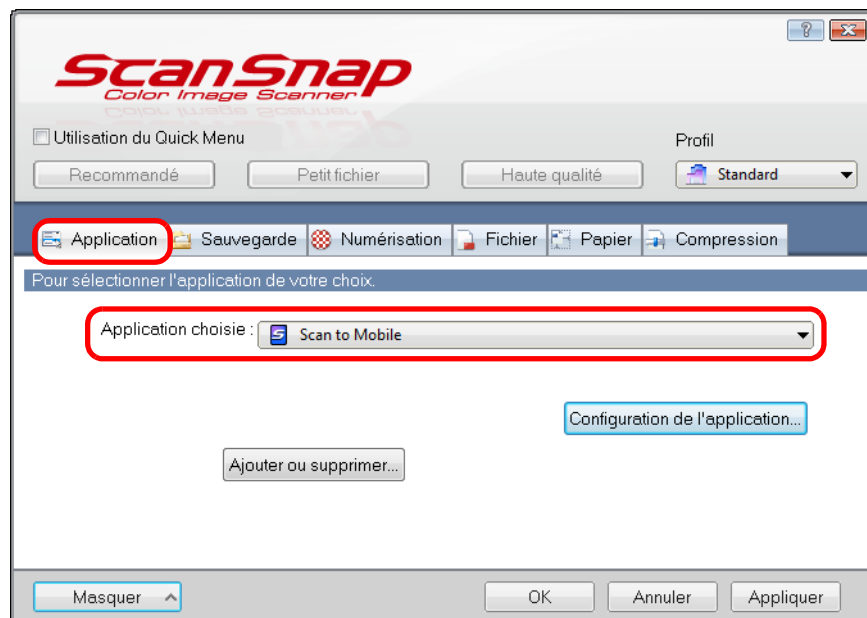 ScanSnap
Color Image Scanner
Utilisation du Quick Menu
Profil
Recommandé Petit fichier Haute qualité Standard
Application Sauvegarde Numérisation Fichier Papier Compression
Pour sélectionner l'application de votre choix.
Application choisie : Scan to Mobile
Configuration de l'application...
Ajouter ou supprimer...
Masquer OK Annuler Appliquer